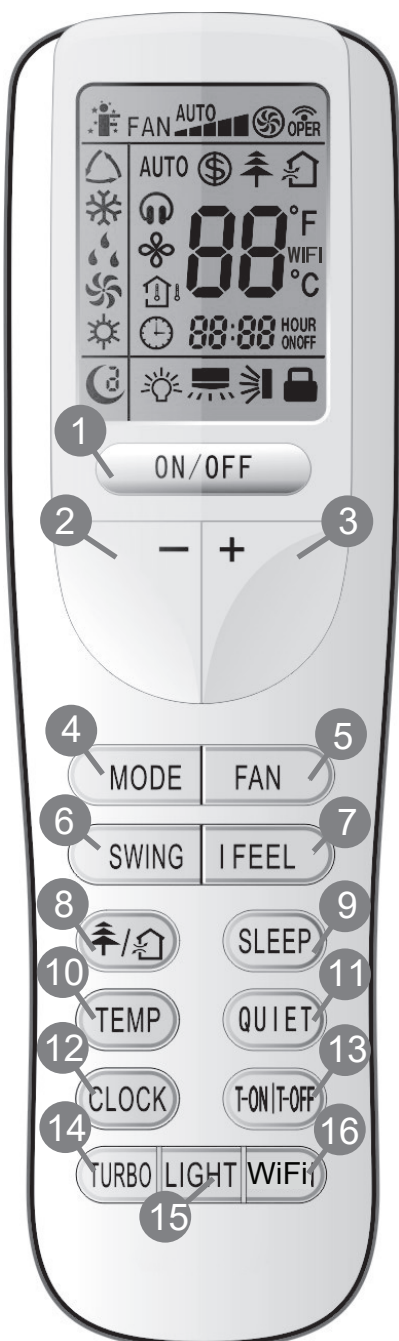 FAN AUTO OPER
AUTO
88 °F
WIFI
°C
88:88 HOUR
ONOFF
1
ON/OFF
2 3
− +
4 5
MODE FAN
6 7
SWING I FEEL
8 9
/ SLEEP
10 11
TEMP QUIET
12 13
CLOCK T-ON|T-OFF
14 16
TURBO LIGHT WiFi
15